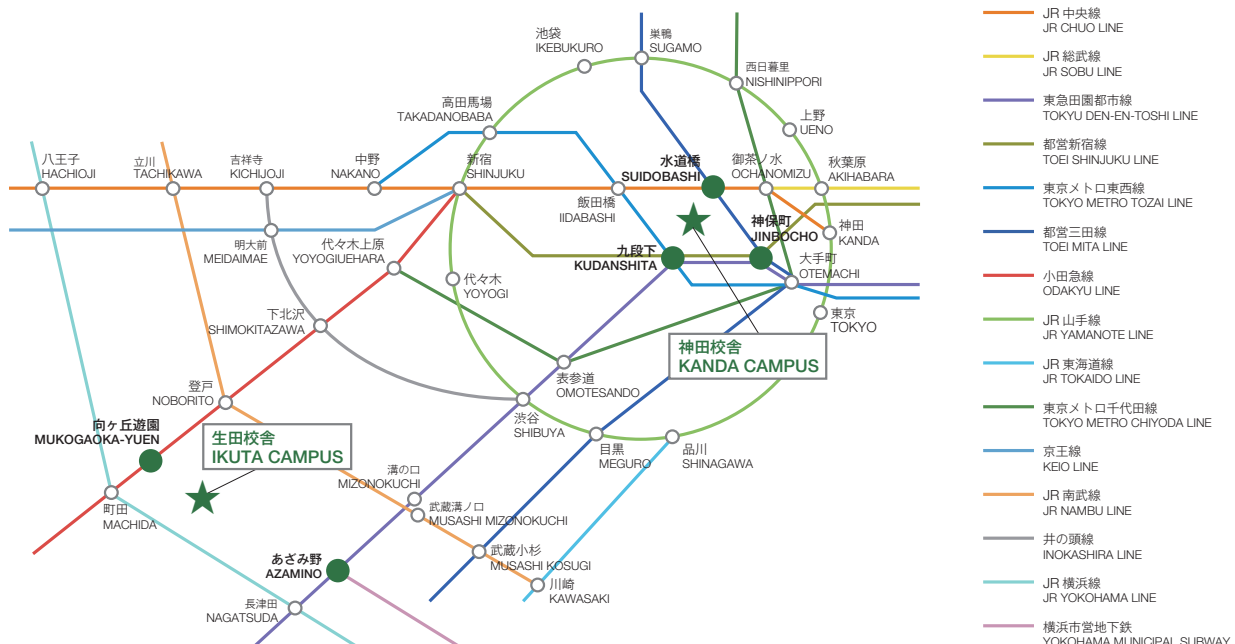 池袋
IKEBUKURO
巣鴨
SUGAMO
西日暮里
NISHINIPPORI
高田馬場
TAKADANOBABA
上野
UENO
八王子
HACHIOJI
立川
TACHIKAWA
吉祥寺
KICHIJOJI
中野
NAKANO
新宿
SHINJUKU
水道橋
SUIDOBASHI
御茶ノ水
OCHANOMIZU
秋葉原
AKIHABARA
飯田橋
IIDABASHI
神保町
JINBOCHO
神田
KANDA
明大前
MEIDAIMAE
代々木上原
YOYOGIUEHARA
九段下
KUDANSHITA
大手町
OTEMACHI
代々木
YOYOGI
下北沢
SHIMOKITAZAWA
東京
TOKYO
神田校舎
KANDA CAMPUS
表参道
OMOTESANDO
登戸
NOBORITO
渋谷
SHIBUYA
向ヶ丘遊園
MUKOGAOKA-YUEN
生田校舎
IKUTA CAMPUS
目黒
MEGURO
品川
SHINAGAWA
溝の口
MIZONOKUCHI
町田
MACHIDA
武蔵溝ノ口
MUSASHI MIZONOKUCHI
あざみ野
AZAMINO
武蔵小杉
MUSASHI KOSUGI
川崎
KAWASAKI
長津田
NAGATSUDA
JR 中央線
JR CHUO LINE
JR 総武線
JR SOBU LINE
東急田園都市線
TOKYU DEN-EN-TOSHI LINE
都営新宿線
TOEI SHINJUKU LINE
東京メトロ東西線
TOKYO METRO TOZAI LINE
都営三田線
TOEI MITA LINE
小田急線
ODAKYU LINE
JR 山手線
JR YAMANOTE LINE
JR 東海道線
JR TOKAIDO LINE
東京メトロ千代田線
TOKYO METRO CHIYODA LINE
京王線
KEIO LINE
JR 南武線
JR NAMBU LINE
井の頭線
INOKASHIRA LINE
JR 横浜線
JR YOKOHAMA LINE
横浜市営地下鉄
YOKOHAMA MUNICIPAL SUBWAY